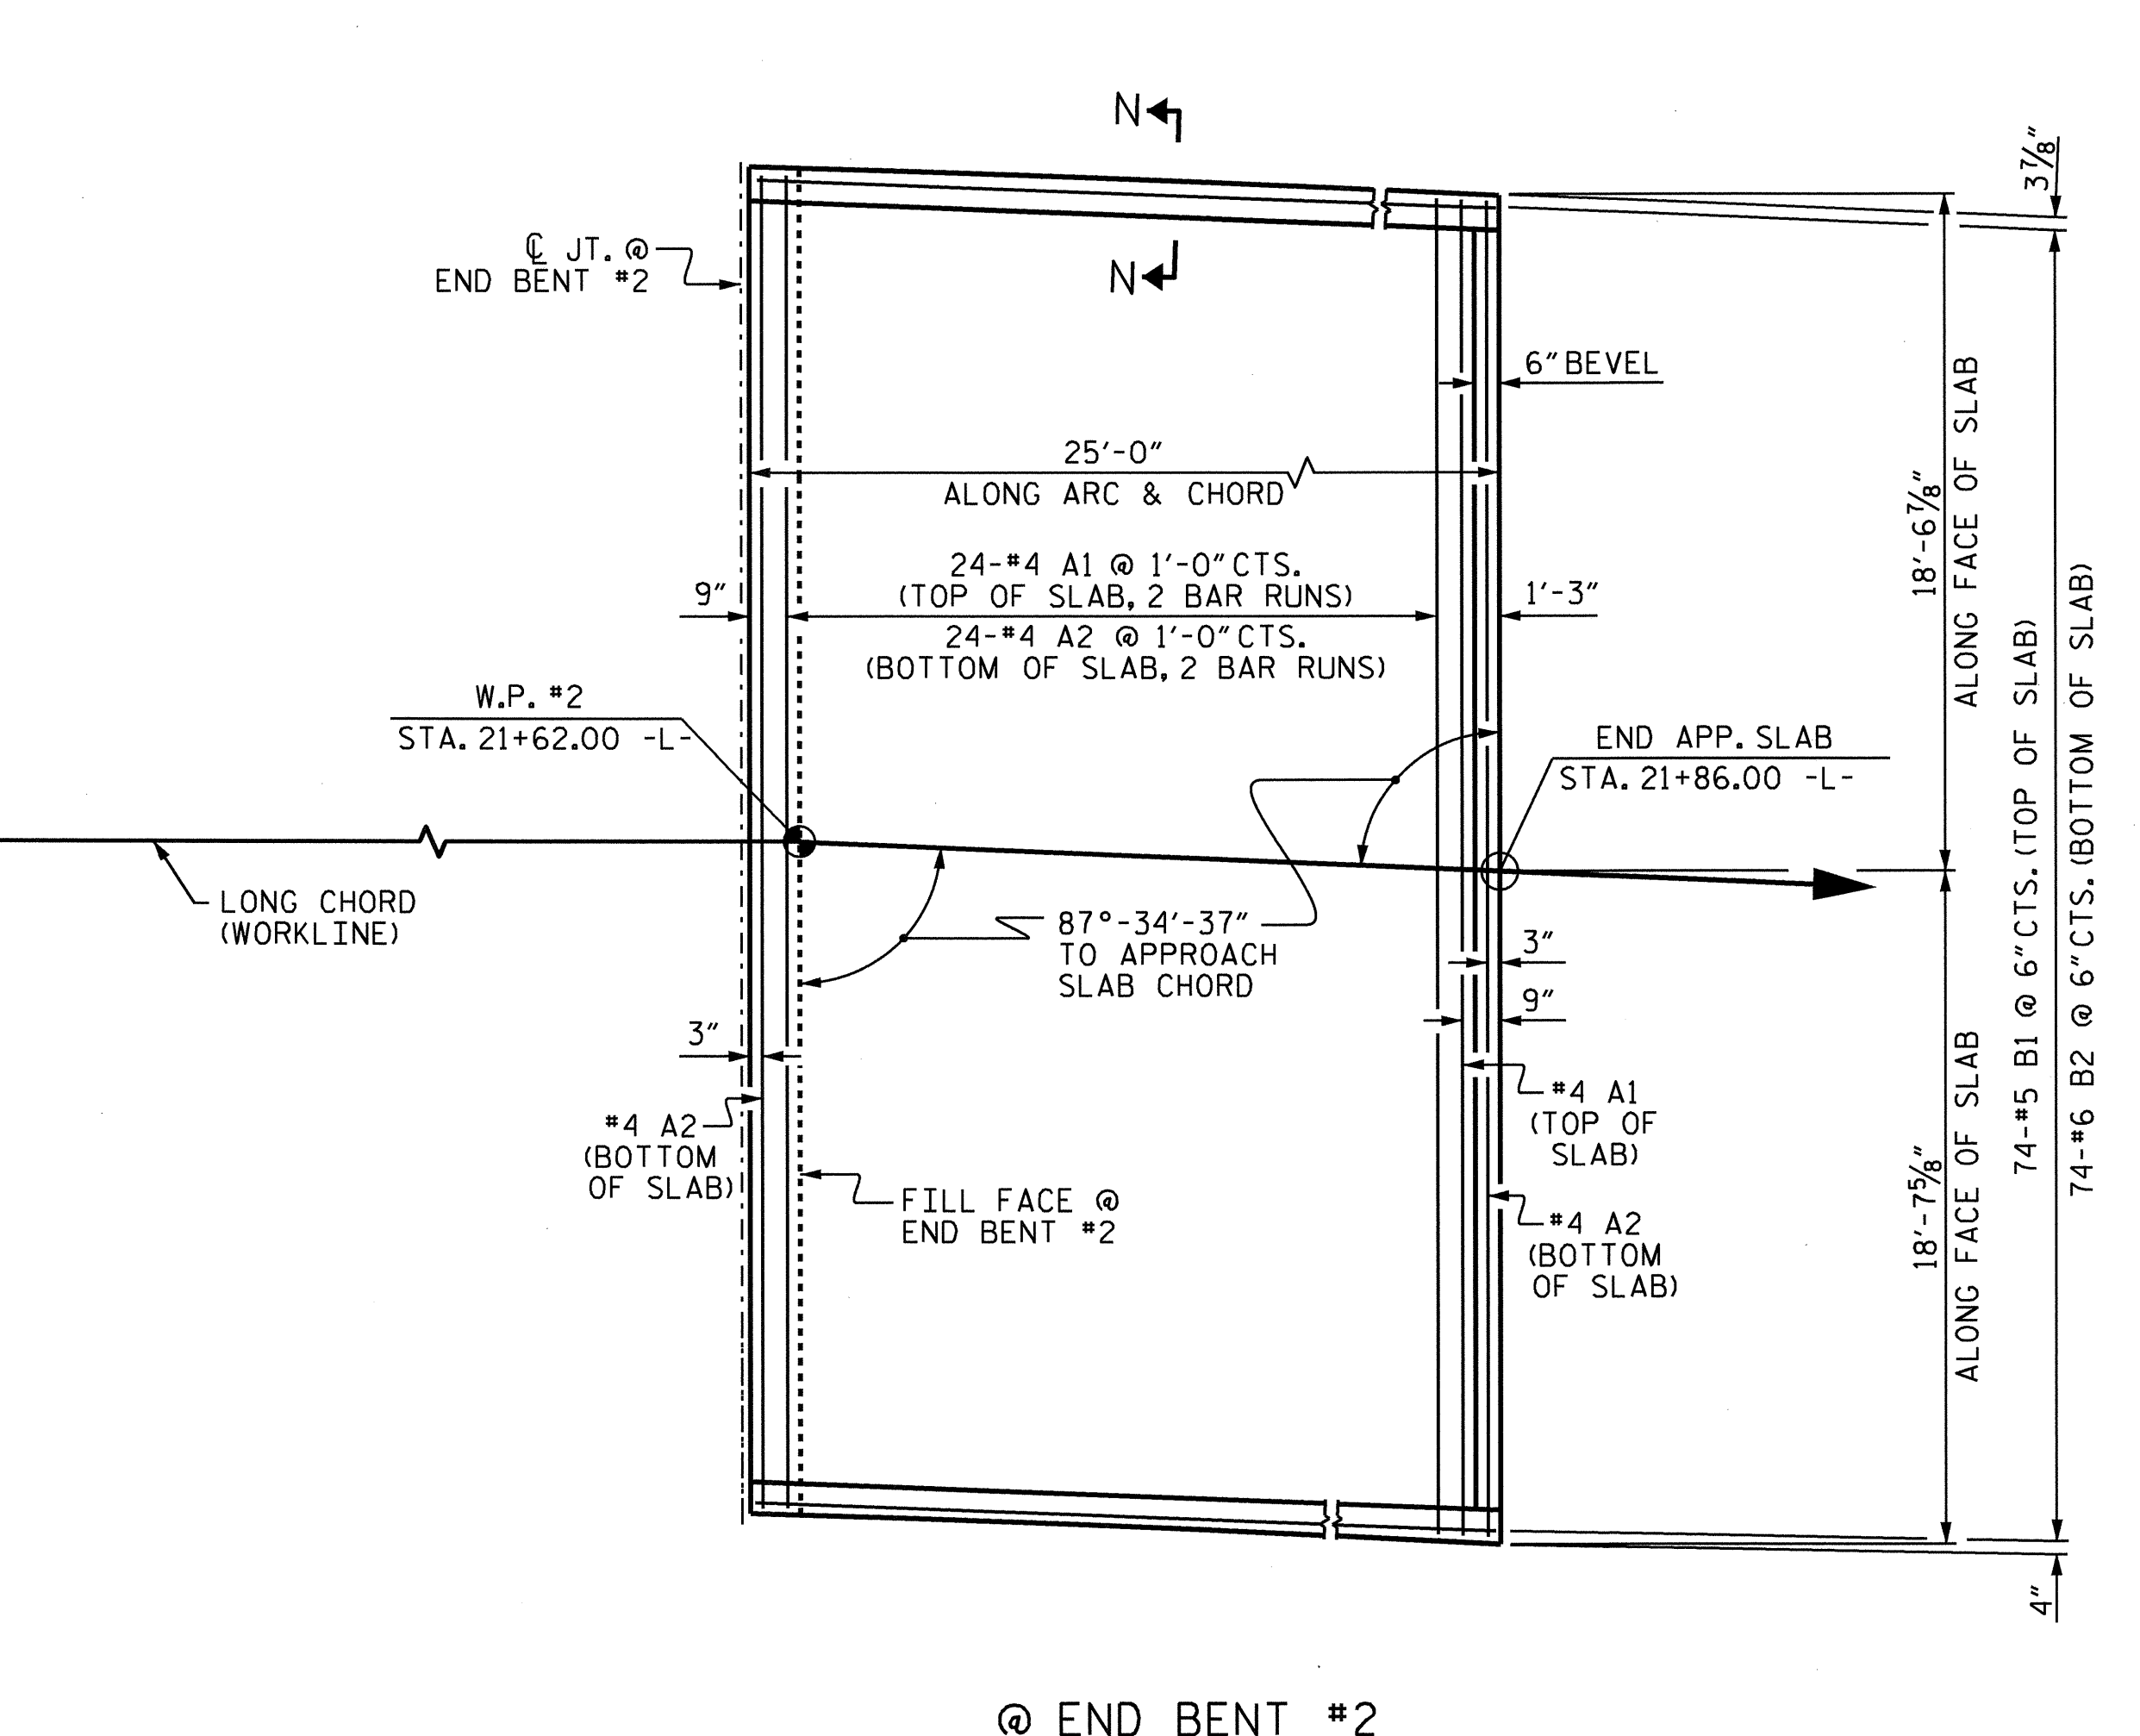 N
3⅞"
℄ JT. @
END BENT #2
N
6" BEVEL
25'-0"
ALONG ARC & CHORD
24-#4 A1 @ 1'-0" CTS.
(TOP OF SLAB, 2 BAR RUNS)
24-#4 A2 @ 1'-0" CTS.
(BOTTOM OF SLAB, 2 BAR RUNS)
9"
1'-3"
18'-6⅞"
ALONG FACE OF SLAB
W.P. #2
STA. 21+62.00 -L-
END APP. SLAB
STA. 21+86.00 -L-
LONG CHORD
(WORKLINE)
87°-34'-37"
TO APPROACH
SLAB CHORD
3"
9"
3"
#4 A2
(BOTTOM
OF SLAB)
#4 A1
(TOP OF
SLAB)
FILL FACE @
END BENT #2
#4 A2
(BOTTOM
OF SLAB)
18'-7⅝"
ALONG FACE OF SLAB
74-#5 B1 @ 6" CTS. (TOP OF SLAB)
74-#6 B2 @ 6" CTS. (BOTTOM OF SLAB)
4"
@ END BENT #2